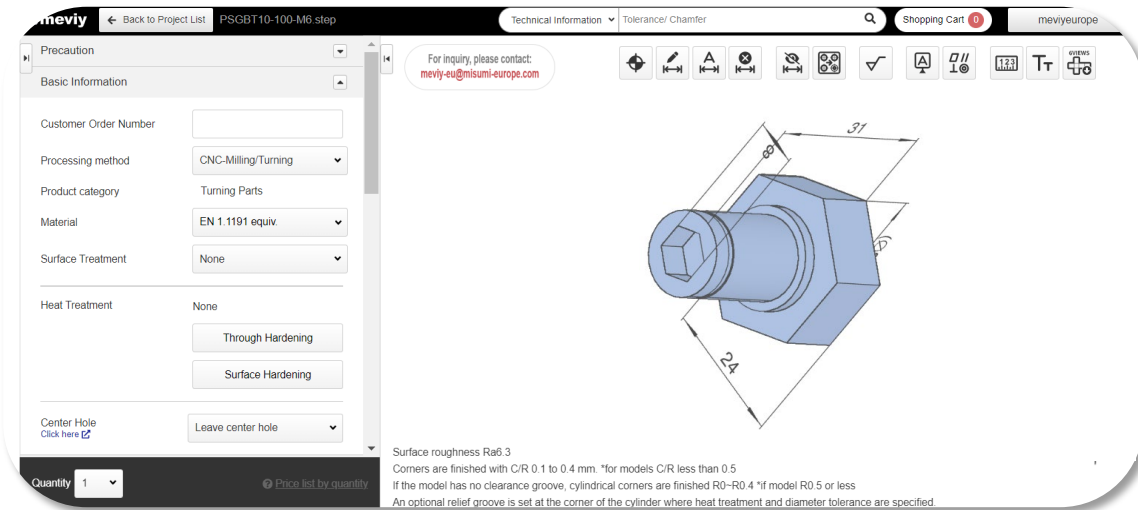 meviy
← Back to Project List
PSGBT10-100-M6.step
Technical Information
Tolerance/ Chamfer
Shopping Cart 0
meviyeurope
Precaution
Basic Information
Customer Order Number
Processing method
CNC-Milling/Turning
Product category
Turning Parts
Material
EN 1.1191 equiv.
Surface Treatment
None
Heat Treatment
None
Through Hardening
Surface Hardening
Center Hole
Click here
Leave center hole
Quantity
1
Price list by quantity
For inquiry, please contact:
meviy-eu@misumi-europe.com
A
A
123
TT
6VIEWS
31
8
24
Surface roughness Ra6.3
Corners are finished with C/R 0.1 to 0.4 mm. *for models C/R less than 0.5
If the model has no clearance groove, cylindrical corners are finished R0~R0.4 *if model R0.5 or less
An optional relief groove is set at the corner of the cylinder where heat treatment and diameter tolerance are specified.